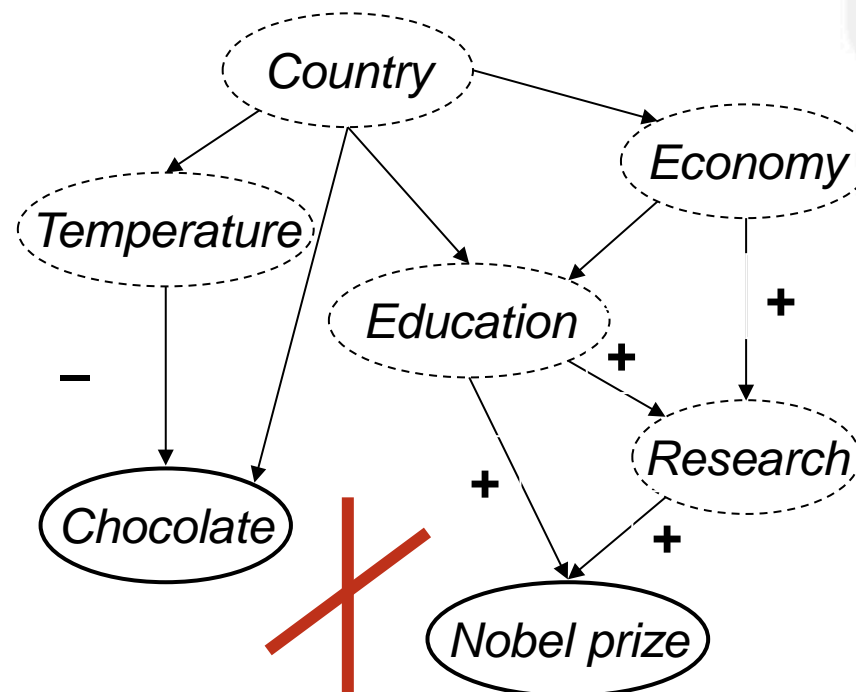 Country
Economy
Temperature
Education
+
+
–
Research
+
Chocolate
+
Nobel prize